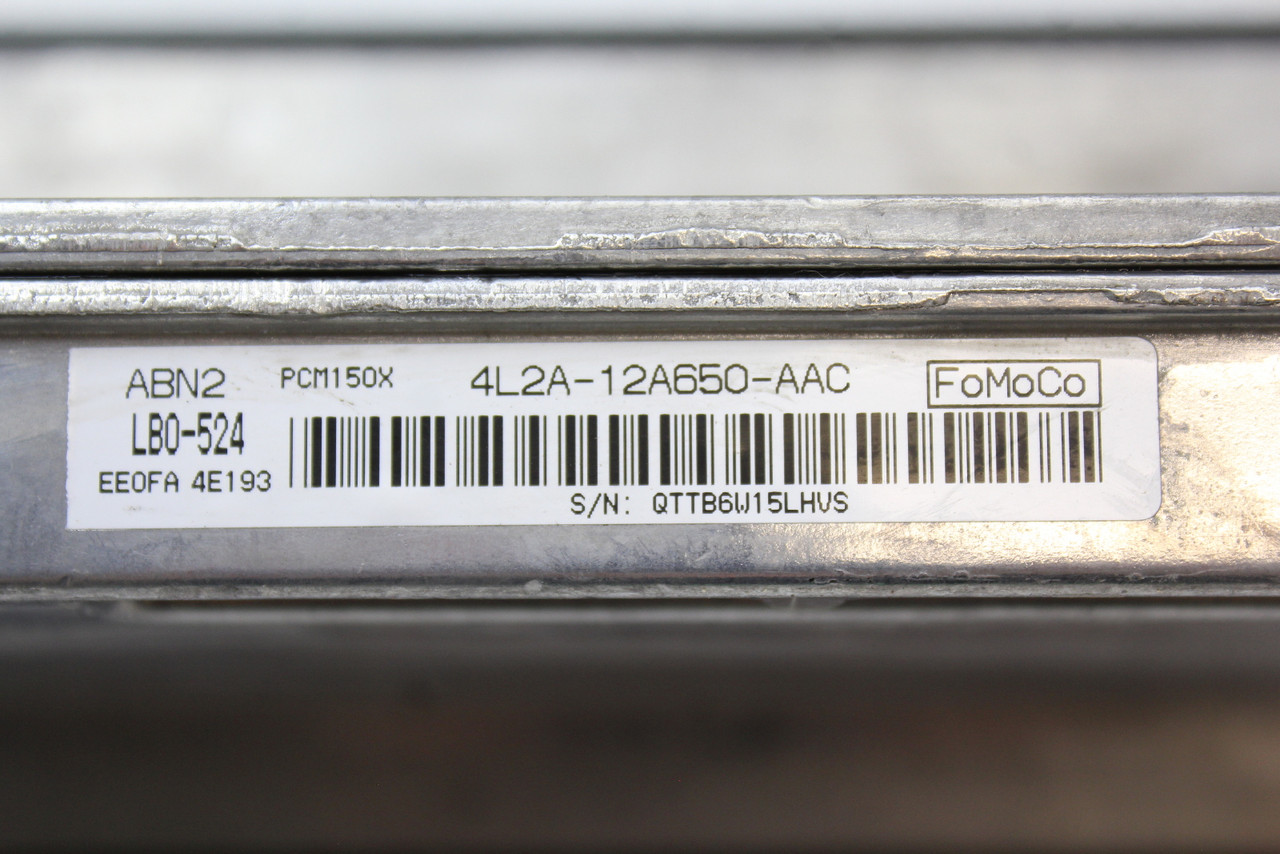 ABN2 PCM150X 4L2A-12A650-AAC FoMoCo
LB0-524
EE0FA 4E193
S/N: QTTB6W15LHVS